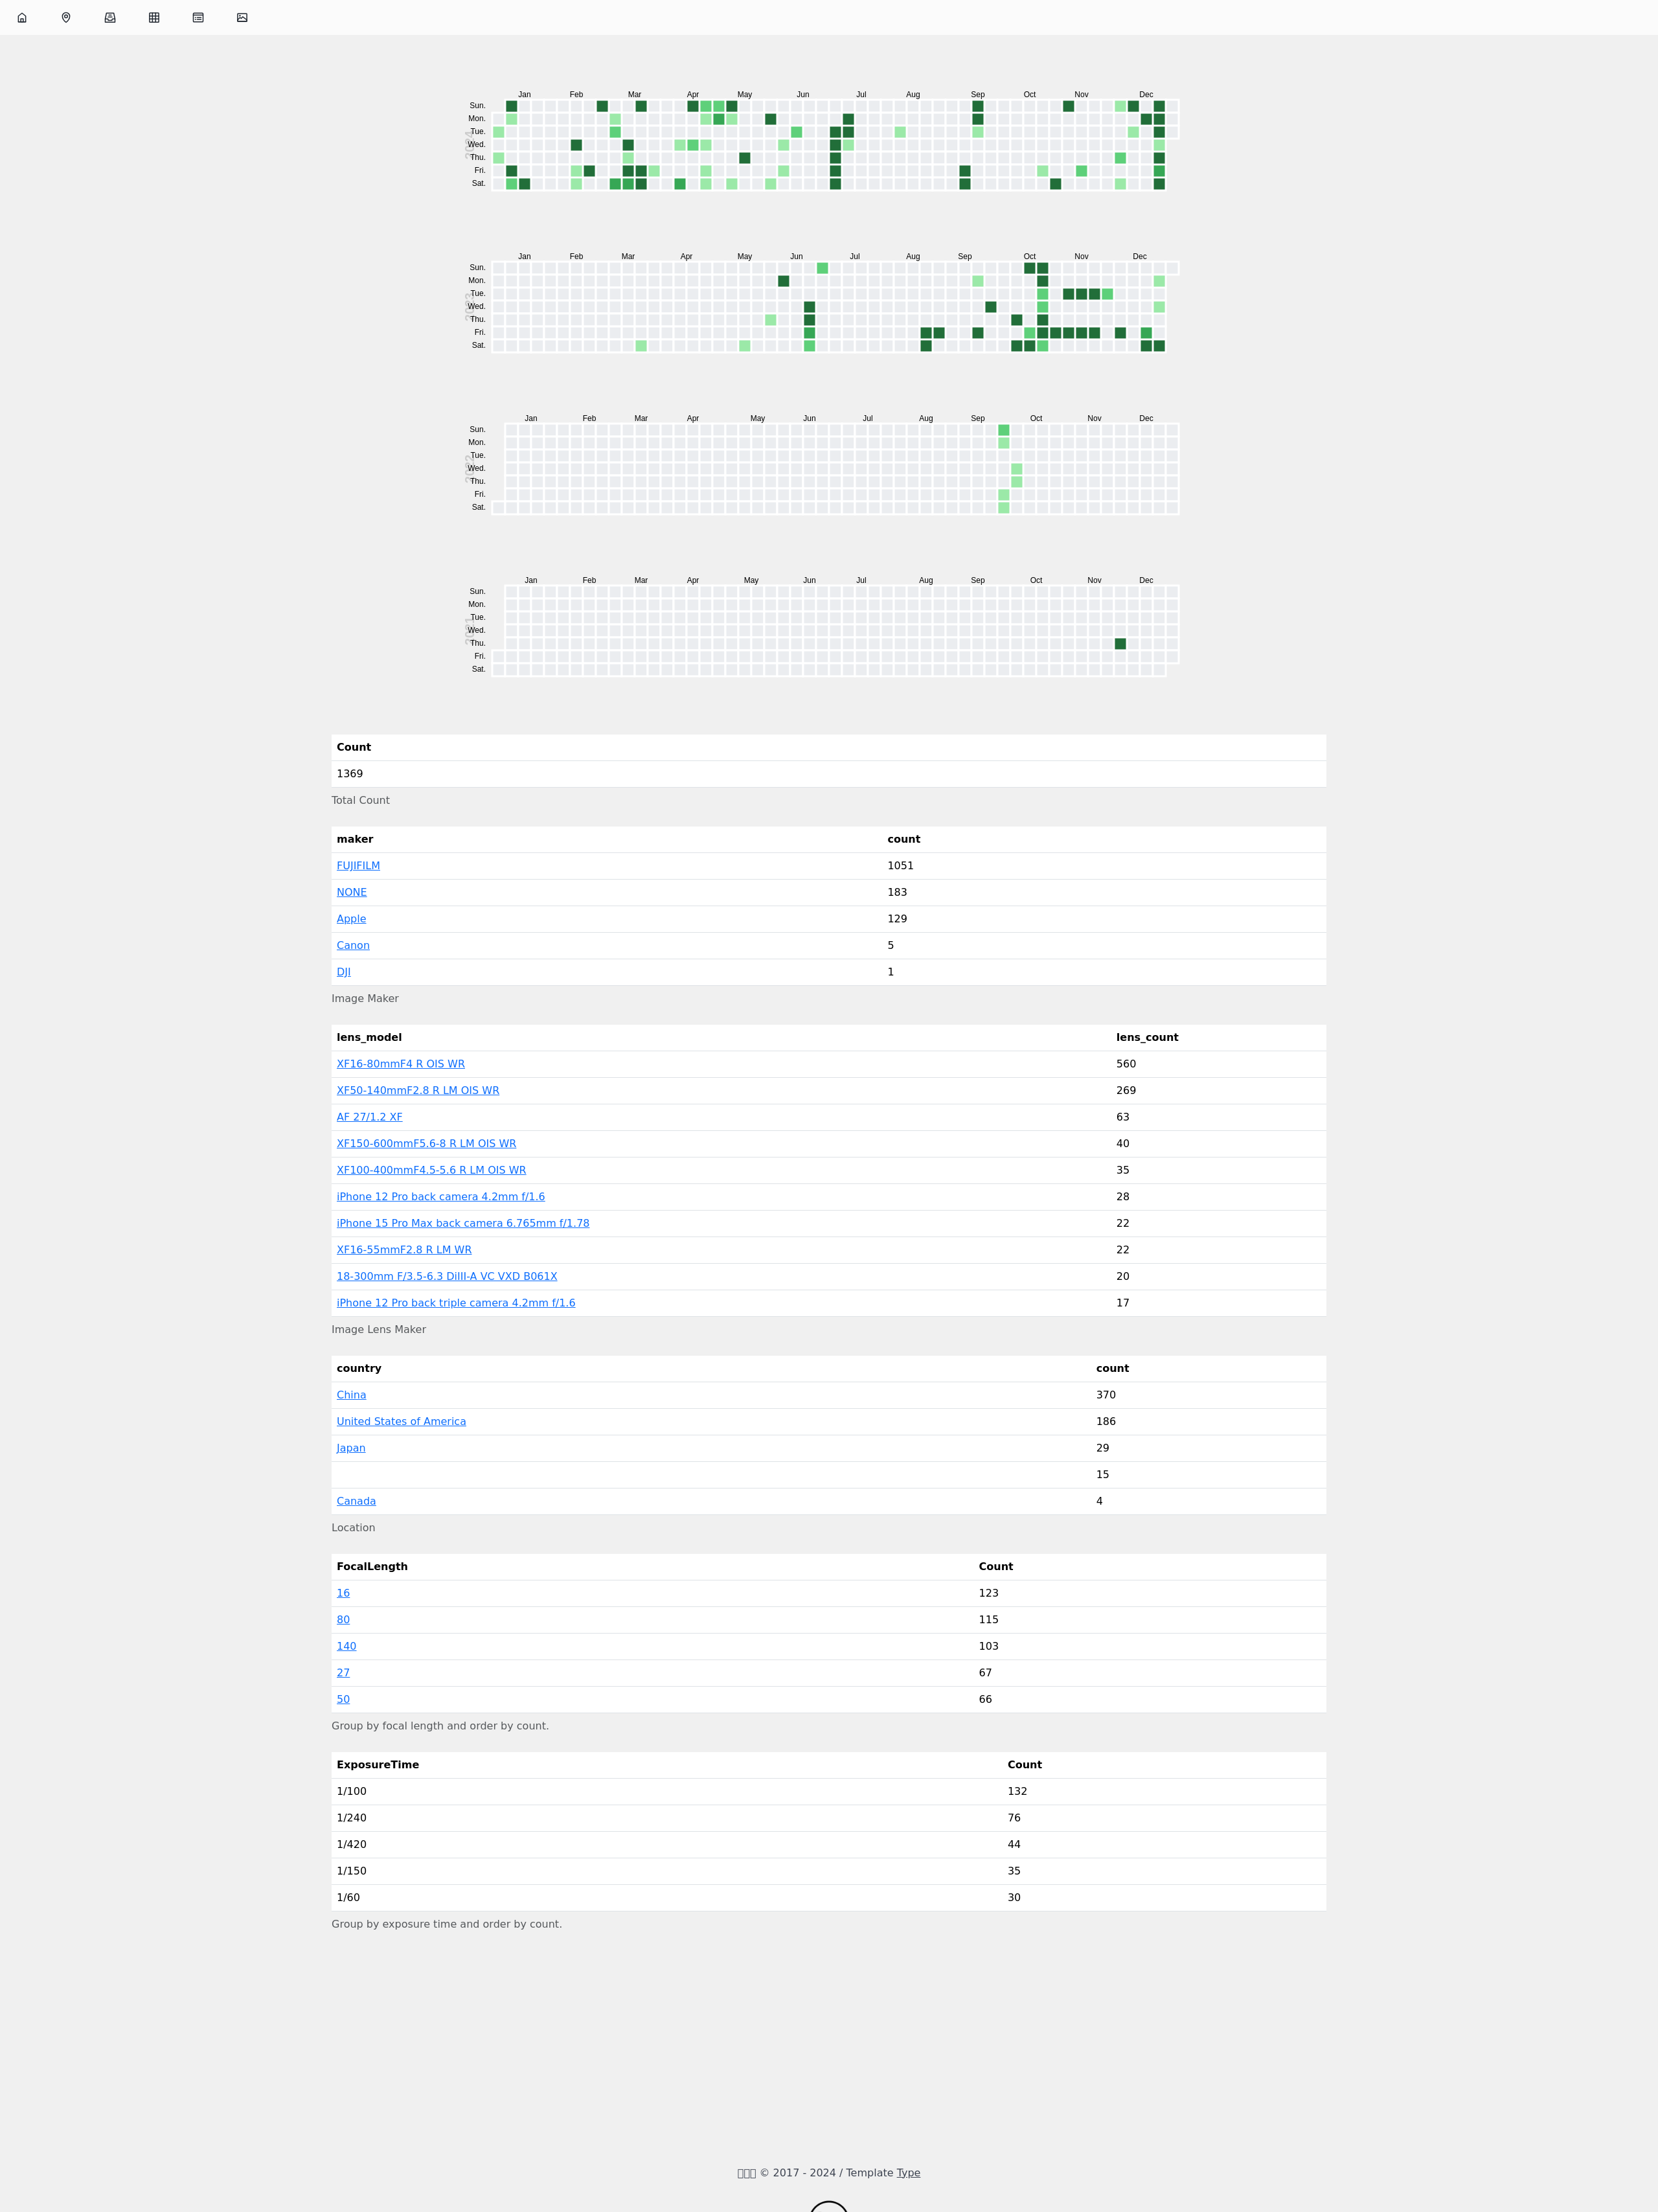 Jan Feb Mar Apr May Jun Jul Aug Sep Oct Nov Dec
Sun.
Mon.
Tue.
Wed.
Thu.
Fri.
Sat.
Jan Feb Mar Apr May Jun Jul Aug Sep Oct Nov Dec
Sun.
Mon.
Tue.
Wed.
Thu.
Fri.
Sat.
Jan Feb Mar Apr May Jun Jul Aug Sep Oct Nov Dec
Sun.
Mon.
Tue.
Wed.
Thu.
Fri.
Sat.
Jan Feb Mar Apr May Jun Jul Aug Sep Oct Nov Dec
Sun.
Mon.
Tue.
Wed.
Thu.
Fri.
Sat.
Count
1369
Total Count
maker count
FUJIFILM 1051
NONE 183
Apple 129
Canon 5
DJI 1
Image Maker
lens_model lens_count
XF16-80mmF4 R OIS WR 560
XF50-140mmF2.8 R LM OIS WR 269
AF 27/1.2 XF 63
XF150-600mmF5.6-8 R LM OIS WR 40
XF100-400mmF4.5-5.6 R LM OIS WR 35
iPhone 12 Pro back camera 4.2mm f/1.6 28
iPhone 15 Pro Max back camera 6.765mm f/1.78 22
XF16-55mmF2.8 R LM WR 22
18-300mm F/3.5-6.3 DiIII-A VC VXD B061X 20
iPhone 12 Pro back triple camera 4.2mm f/1.6 17
Image Lens Maker
country count
China 370
United States of America 186
Japan 29
15
Canada 4
Location
FocalLength Count
16 123
80 115
140 103
27 67
50 66
Group by focal length and order by count.
ExposureTime Count
1/100 132
1/240 76
1/420 44
1/150 35
1/60 30
Group by exposure time and order by count.
© 2017 - 2024 / Template Type